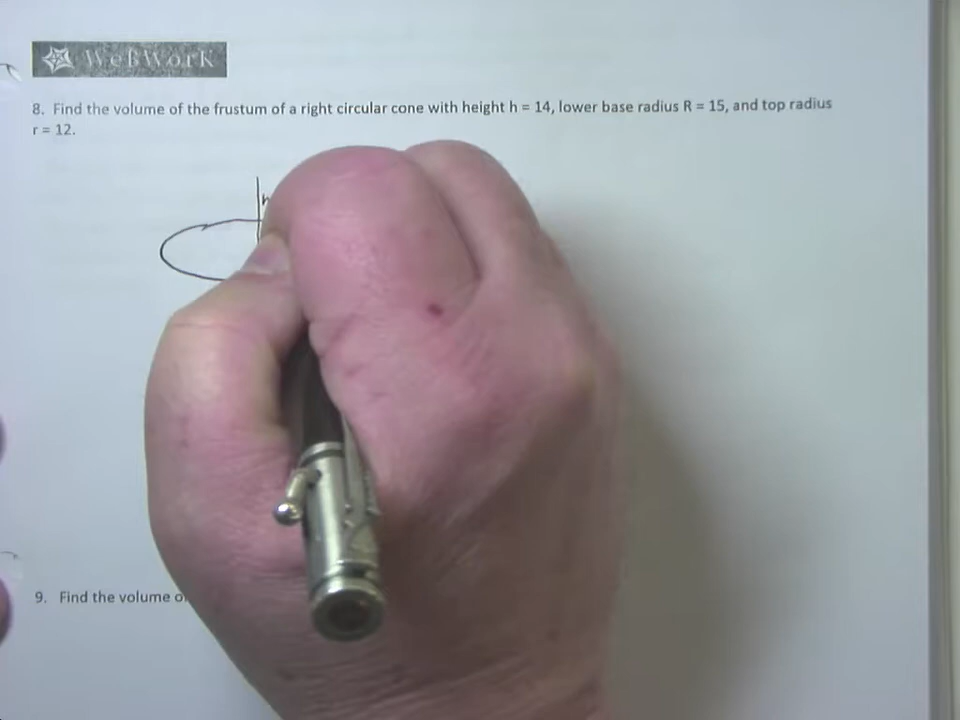 WeBWorK
8. Find the volume of the frustum of a right circular cone with height h = 14, lower base radius R = 15, and top radius
r = 12.
9. Find the volume